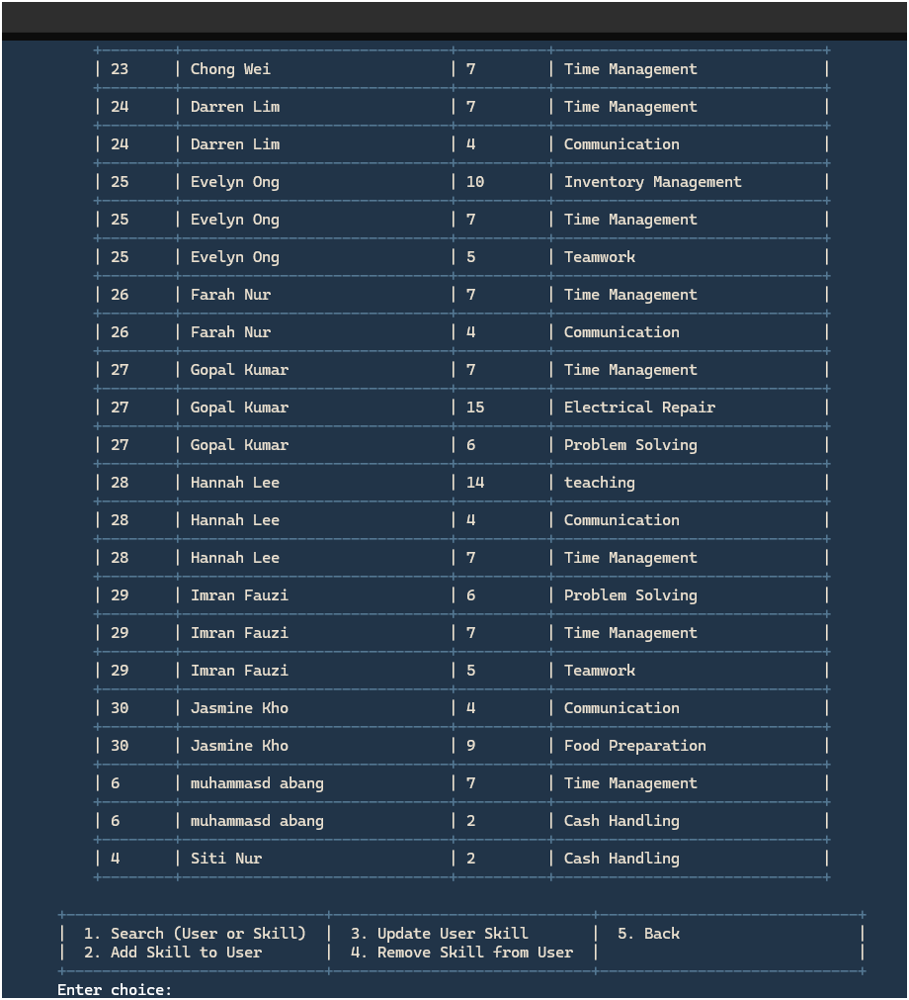 | 23 | Chong Wei | 7 | Time Management |
| 24 | Darren Lim | 7 | Time Management |
| 24 | Darren Lim | 4 | Communication |
| 25 | Evelyn Ong | 10 | Inventory Management |
| 25 | Evelyn Ong | 7 | Time Management |
| 25 | Evelyn Ong | 5 | Teamwork |
| 26 | Farah Nur | 7 | Time Management |
| 26 | Farah Nur | 4 | Communication |
| 27 | Gopal Kumar | 7 | Time Management |
| 27 | Gopal Kumar | 15 | Electrical Repair |
| 27 | Gopal Kumar | 6 | Problem Solving |
| 28 | Hannah Lee | 14 | teaching |
| 28 | Hannah Lee | 4 | Communication |
| 28 | Hannah Lee | 7 | Time Management |
| 29 | Imran Fauzi | 6 | Problem Solving |
| 29 | Imran Fauzi | 7 | Time Management |
| 29 | Imran Fauzi | 5 | Teamwork |
| 30 | Jasmine Kho | 4 | Communication |
| 30 | Jasmine Kho | 9 | Food Preparation |
| 6 | muhammasd abang | 7 | Time Management |
| 6 | muhammasd abang | 2 | Cash Handling |
| 4 | Siti Nur | 2 | Cash Handling |
| 1. Search (User or Skill) | 3. Update User Skill | 5. Back |
| 2. Add Skill to User | 4. Remove Skill from User | |
Enter choice: